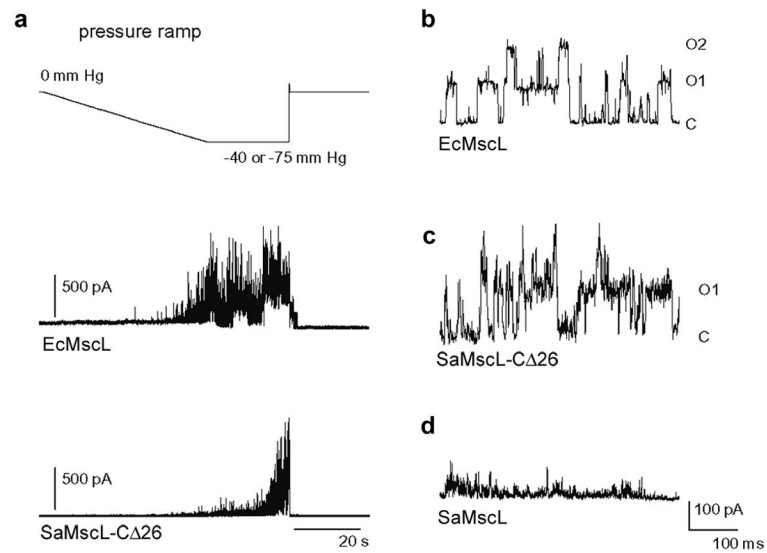 a
pressure ramp
0 mm Hg
-40 or -75 mm Hg
500 pA
EcMscL
500 pA
SaMscL-CΔ26
20 s
b
O2
O1
C
EcMscL
c
O1
C
SaMscL-CΔ26
d
SaMscL
100 pA
100 ms